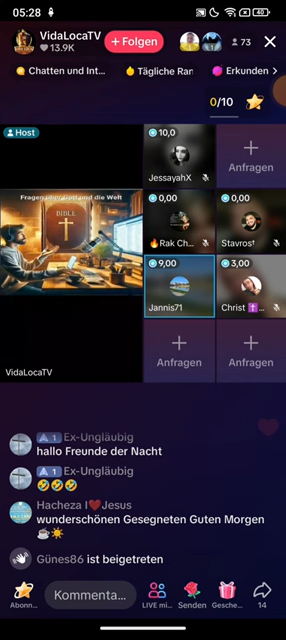 05:28
40
VidaLocaTV
13.9K
+ Folgen
1
73
Chatten und Int...
Tägliche Ran
Erkunden >
0/10
Host
10,0
JessayahX
+
Anfragen
Fragen über Gott und die Welt
BIBLE
0,00
🔥Rak Ch...
0,00
Stavros†
9,00
Jannis71
3,00
Christ ✝️...
VidaLocaTV
+
Anfragen
+
Anfragen
1 Ex-Ungläubig
hallo Freunde der Nacht
1 Ex-Ungläubig
🤣🤣🤣
Hacheza I❤️Jesus
wunderschönen Gesegneten Guten Morgen
☕☀️
Günes86 ist beigetreten
Abonn...
Kommenta...
LIVE mi...
Senden
Gesche...
14